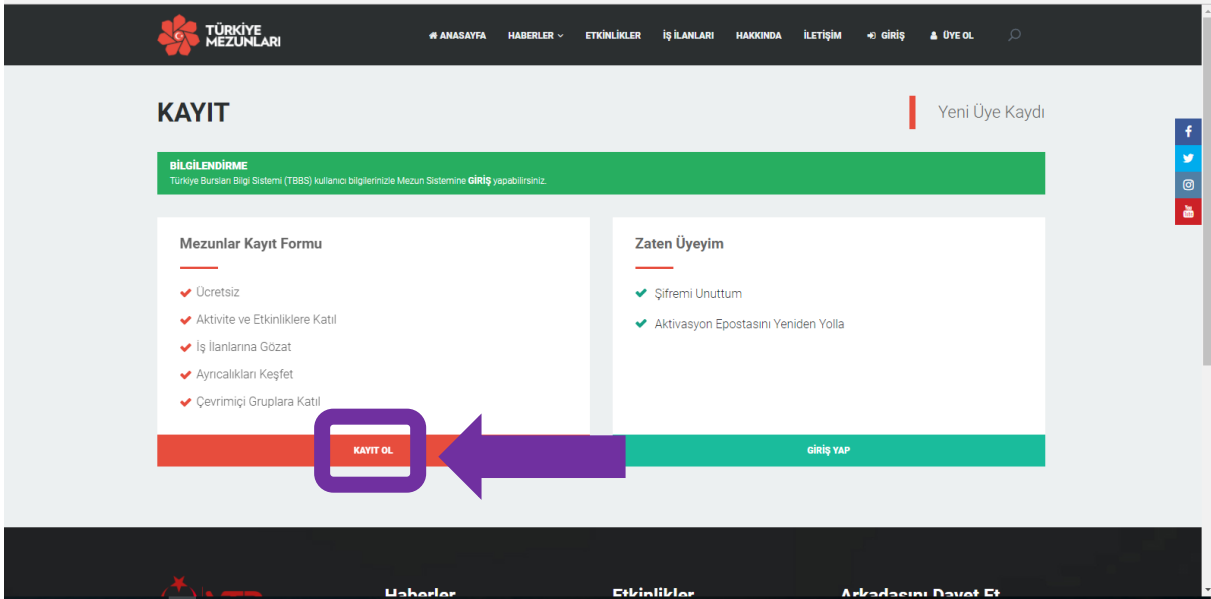 TÜRKİYE
MEZUNLARI
ANASAYFA HABERLER ETKİNLİKLER İŞ İLANLARI HAKKINDA İLETİŞİM GİRİŞ ÜYE OL
KAYIT
Yeni Üye Kaydı
BİLGİLENDİRME
Türkiye Bursları Bilgi Sistemi (TBBS) kullanıcı bilgilerinizle Mezun Sistemine GİRİŞ yapabilirsiniz.
Mezunlar Kayıt Formu
Ücretsiz
Aktivite ve Etkinliklere Katıl
İş İlanlarına Gözat
Ayrıcalıkları Keşfet
Çevrimiçi Gruplara Katıl
KAYIT OL
Zaten Üyeyim
Şifremi Unuttum
Aktivasyon Epostasını Yeniden Yolla
GİRİŞ YAP
Haberler
Etkinlikler
Arkadaşını Davet Et